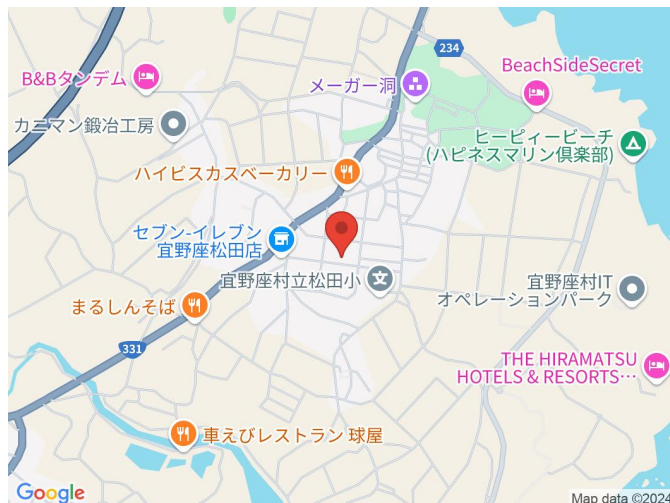 234
BeachSideSecret
B&Bタンデム
メーガー洞
カニマン鍛冶工房
ヒーピィービーチ
(ハピネスマリン倶楽部)
ハイビスカスベーカリー
セブン-イレブン
宜野座松田店
宜野座村立松田小
文
宜野座村IT
オペレーションパーク
まるしんそば
331
THE HIRAMATSU
HOTELS & RESORTS…
車えびレストラン 球屋
Google
Map data ©2024